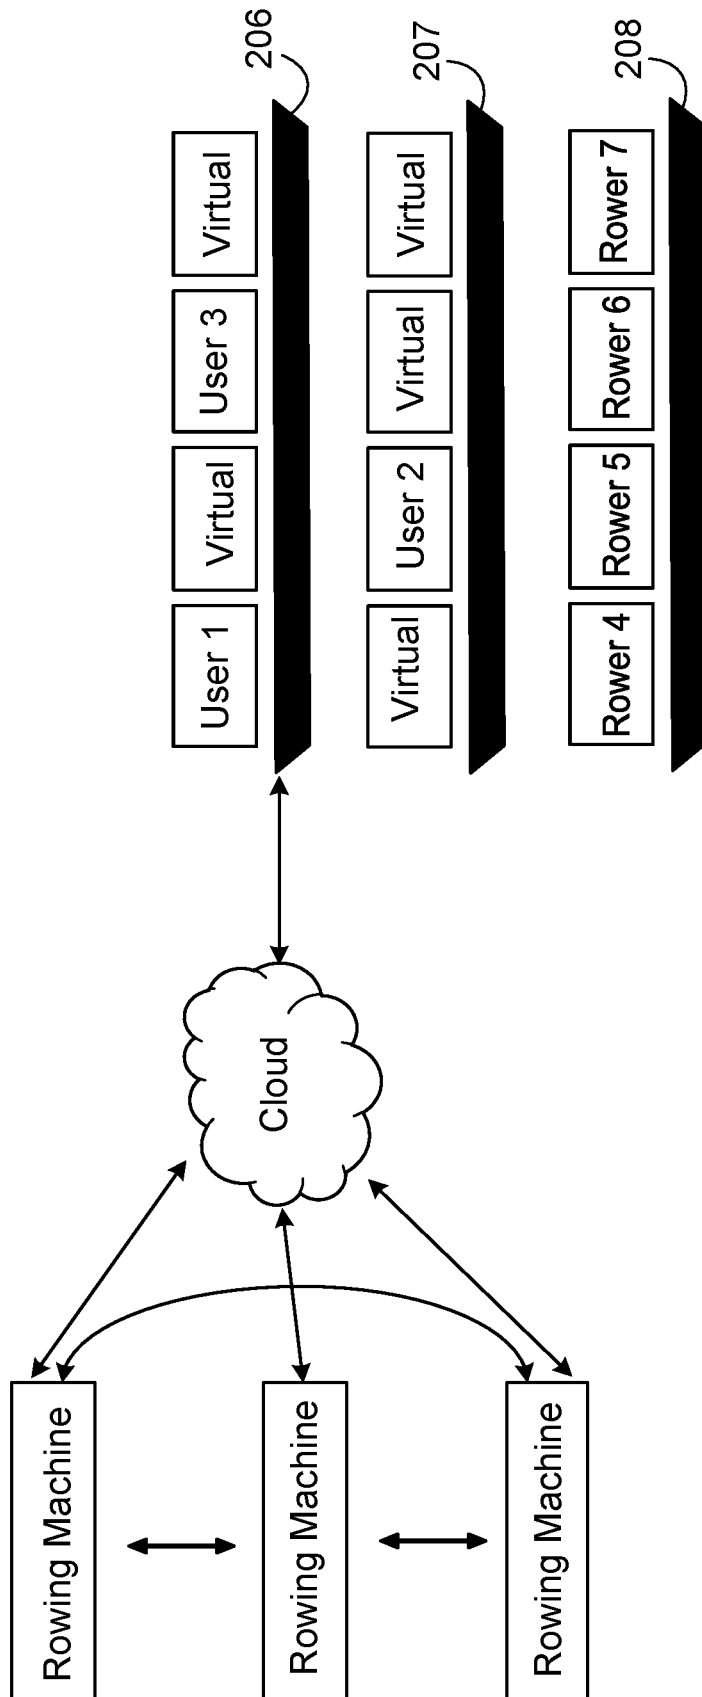 Rowing Machine
Rowing Machine
Rowing Machine
Cloud
User 1
Virtual
User 3
Virtual
206
Virtual
User 2
Virtual
Virtual
207
Rower 4
Rower 5
Rower 6
Rower 7
208